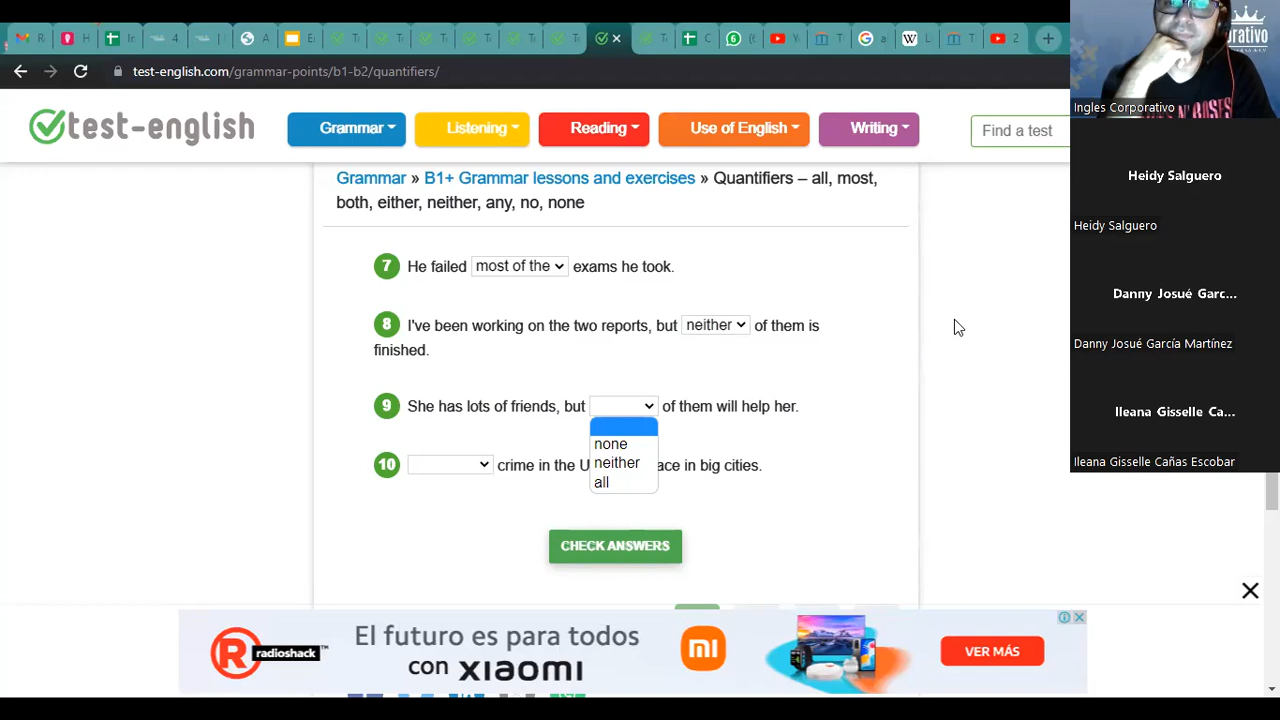 test-english.com/grammar-points/b1-b2/quantifiers/
test-english
Grammar
Listening
Reading
Use of English
Writing
Find a test
Grammar » B1+ Grammar lessons and exercises » Quantifiers – all, most,
both, either, neither, any, no, none
7 He failed most of the exams he took.
8 I've been working on the two reports, but neither of them is
finished.
9 She has lots of friends, but of them will help her.
none
neither
all
10 crime in the U ace in big cities.
CHECK ANSWERS
radioshack
El futuro es para todos
con xiaomi
mi
VER MÁS
Ingles Corporativo
Heidy Salguero
Heidy Salguero
Danny Josué Garc...
Danny Josué García Martínez
Ileana Gisselle Ca...
Ileana Gisselle Cañas Escobar